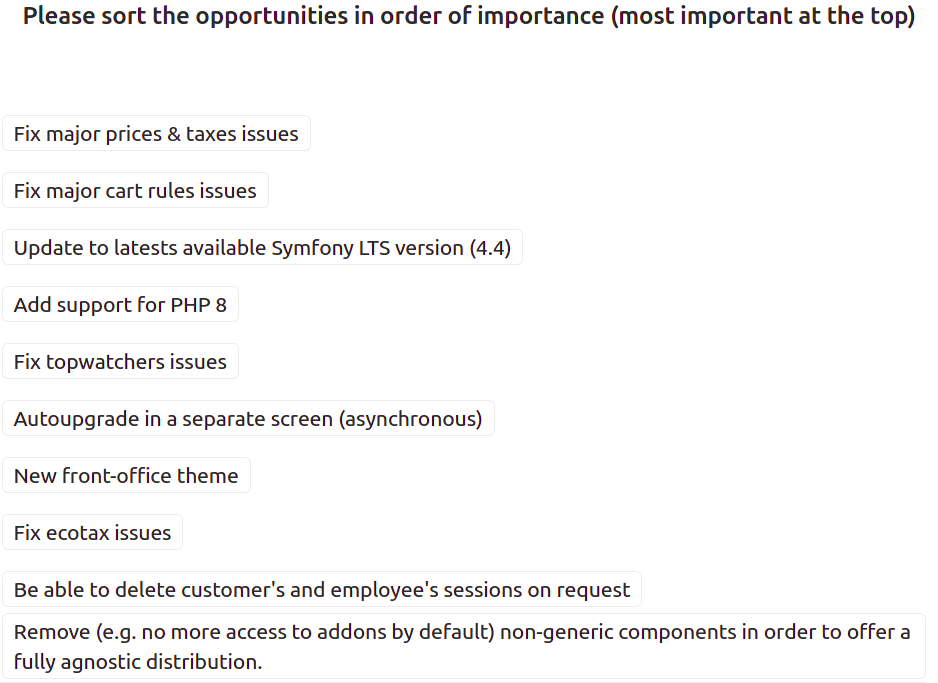 Please sort the opportunities in order of importance (most important at the top)
Fix major prices & taxes issues
Fix major cart rules issues
Update to latests available Symfony LTS version (4.4)
Add support for PHP 8
Fix topwatchers issues
Autoupgrade in a separate screen (asynchronous)
New front-office theme
Fix ecotax issues
Be able to delete customer's and employee's sessions on request
Remove (e.g. no more access to addons by default) non-generic components in order to offer a
fully agnostic distribution.